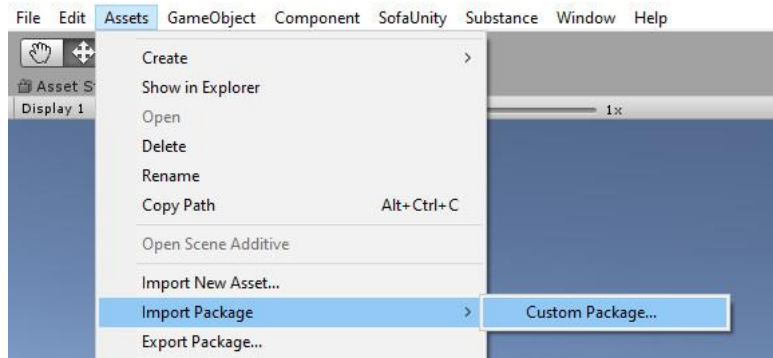 File Edit Assets GameObject Component SofaUnity Substance Window Help
Create
Asset S
Show in Explorer
Display 1
1x
Open
Delete
Rename
Copy Path Alt+Ctrl+C
Open Scene Additive
Import New Asset...
Import Package
Custom Package...
Export Package...